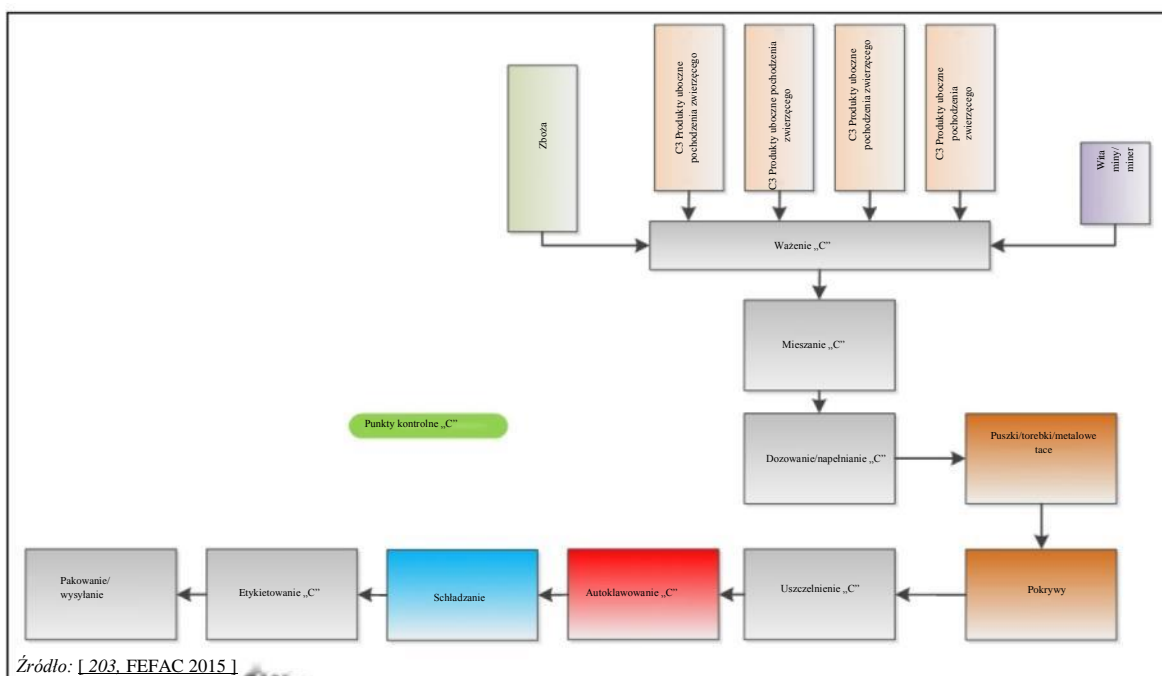 Zboża
C3 Produkty uboczne
pochodzenia zwierzęcego
C3 Produkty uboczne pochodzenia
zwierzęcego
C3 Produkty uboczne
pochodzenia zwierzęcego
C3 Produkty uboczne
pochodzenia
zwierzęcego
Wita
miny/
miner
Ważenie „C”
Mieszanie „C”
Punkty kontrolne „C”
Dozowanie/napełnianie „C”
Puszki/torebki/metalowe
tace
Pakowanie/
wysyłanie
Etykietowanie „C”
Schładzanie
Autoklawowanie „C”
Uszczelnienie „C”
Pokrywy
Źródło: [ 203, FEFAC 2015 ]